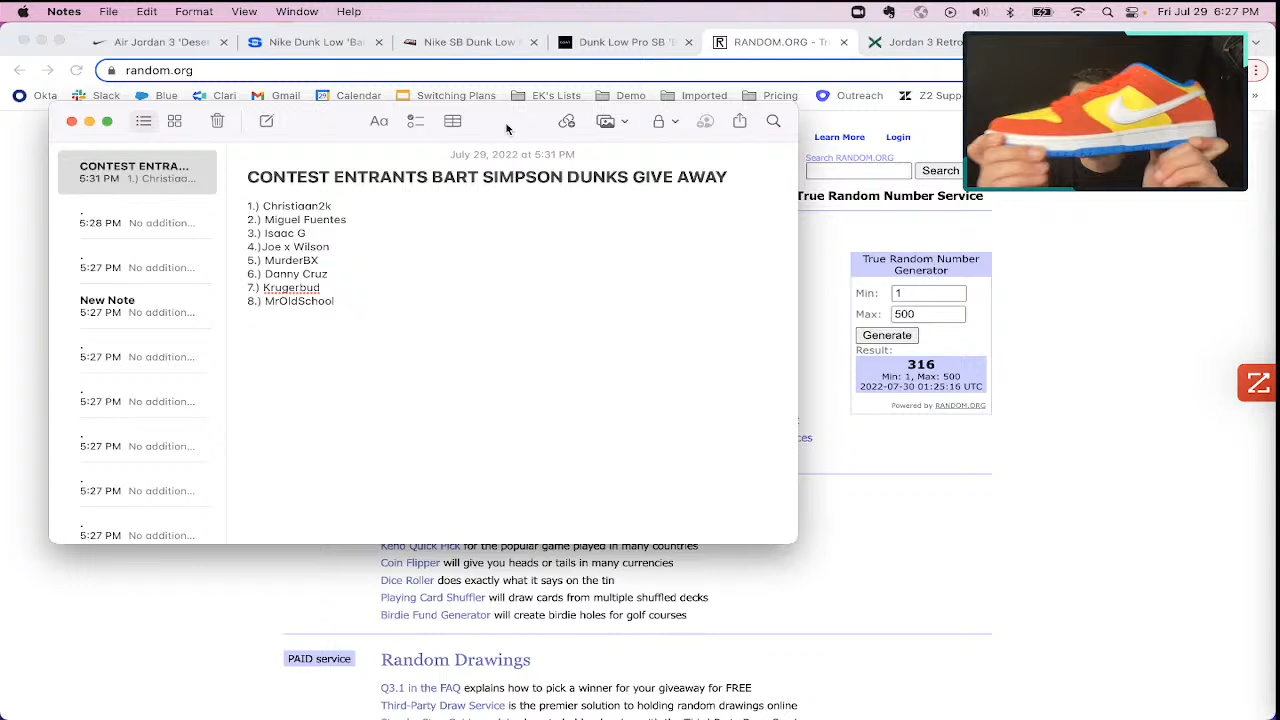 Notes File Edit Format View Window Help Fri Jul 29 6:27 PM
Air Jordan 3 'Deser Nike Dunk Low 'Ba Nike SB Dunk Low Dunk Low Pro SB 'B RANDOM.ORG - Tr Jordan 3 Retro
random.org
Okta Slack Blue Clari Gmail Calendar Switching Plans EK's Lists Demo Imported Pricing Outreach Z2 Supp »
Aa
July 29, 2022 at 5:31 PM
CONTEST ENTRA...
5:31 PM 1.) Christiaa...
.
5:28 PM No addition...
.
5:27 PM No addition...
New Note
5:27 PM No addition...
.
5:27 PM No addition...
.
5:27 PM No addition...
.
5:27 PM No addition...
.
5:27 PM No addition...
.
5:27 PM No addition...
CONTEST ENTRANTS BART SIMPSON DUNKS GIVE AWAY
1.) Christiaan2k
2.) Miguel Fuentes
3.) Isaac G
4.)Joe x Wilson
5.) MurderBX
6.) Danny Cruz
7.) Krugerbud
8.) MrOldSchool
Learn More Login
Search RANDOM.ORG
Search
True Random Number Service
True Random Number
Generator
Min: 1
Max: 500
Generate
Result:
316
Min: 1, Max: 500
2022-07-30 01:25:16 UTC
Powered by RANDOM.ORG
ces
Keno Quick Pick for the popular game played in many countries
Coin Flipper will give you heads or tails in many currencies
Dice Roller does exactly what it says on the tin
Playing Card Shuffler will draw cards from multiple shuffled decks
Birdie Fund Generator will create birdie holes for golf courses
PAID service
Random Drawings
Q3.1 in the FAQ explains how to pick a winner for your giveaway for FREE
Third-Party Draw Service is the premier solution to holding random drawings online